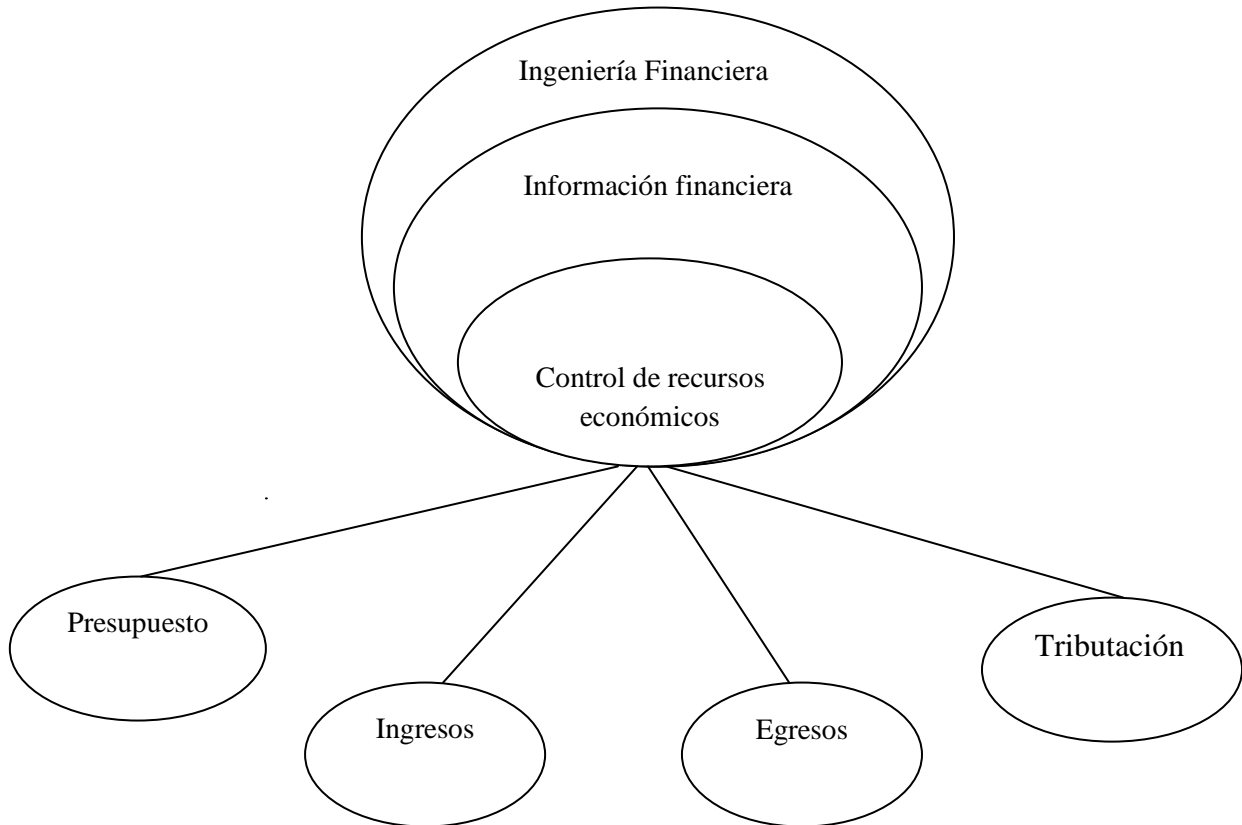 Ingeniería Financiera
Información financiera
Control de recursos
económicos
Presupuesto
Tributación
Ingresos
Egresos